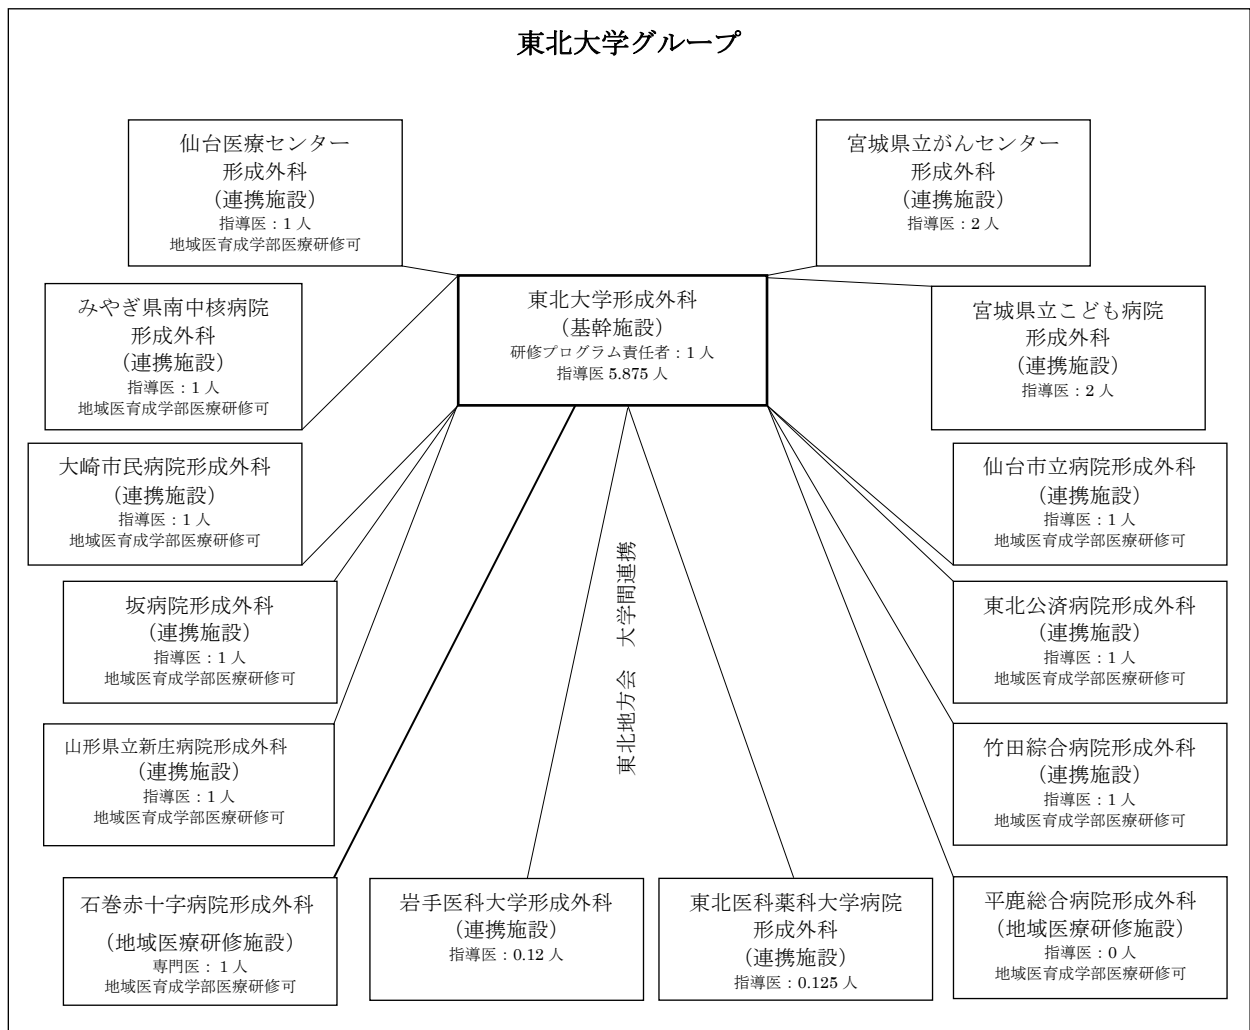 東北大学グループ
仙台医療センター
形成外科
(連携施設)
指導医：1 人
地域医育成学部医療研修可
宮城県立がんセンター
形成外科
(連携施設)
指導医：2 人
東北大学形成外科
(基幹施設)
研修プログラム責任者：1 人
指導医 5.875 人
みやぎ県南中核病院
形成外科
(連携施設)
指導医：1 人
地域医育成学部医療研修可
宮城県立こども病院
形成外科
(連携施設)
指導医：2 人
大崎市民病院形成外科
(連携施設)
指導医：1 人
地域医育成学部医療研修可
仙台市立病院形成外科
(連携施設)
指導医：1 人
地域医育成学部医療研修可
東北地方会　大学間連携
坂病院形成外科
(連携施設)
指導医：1 人
地域医育成学部医療研修可
東北公済病院形成外科
(連携施設)
指導医：1 人
地域医育成学部医療研修可
山形県立新庄病院形成外科
(連携施設)
指導医：1 人
地域医育成学部医療研修可
竹田綜合病院形成外科
(連携施設)
指導医：1 人
地域医育成学部医療研修可
石巻赤十字病院形成外科
(地域医療研修施設)
専門医：1 人
地域医育成学部医療研修可
岩手医科大学形成外科
(連携施設)
指導医：0.12 人
東北医科薬科大学病院
形成外科
(連携施設)
指導医：0.125 人
平鹿総合病院形成外科
(地域医療研修施設)
指導医：0 人
地域医育成学部医療研修可